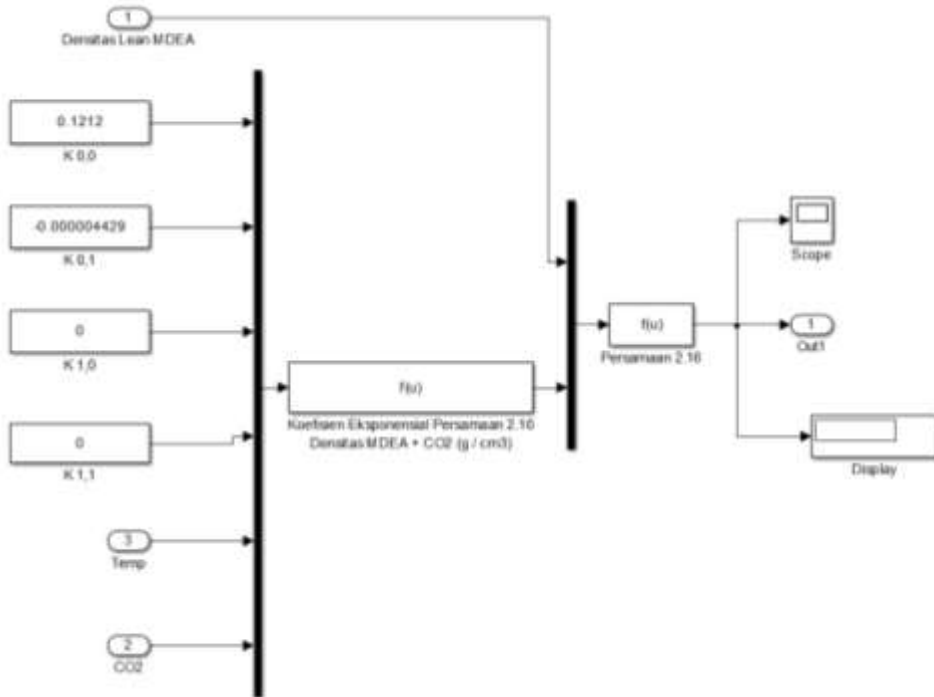 1
Densitas Lean MDEA
0.1212
K 0,0
-0.000004429
K 0,1
0
K 1,0
0
K 1,1
3
Temp
2
CO2
f(u)
Koefisien Eksponensial Persamaan 2.16
Densitas MDEA + CO2 (g / cm3)
f(u)
Persamaan 2.16
Scope
1
Out1
Display